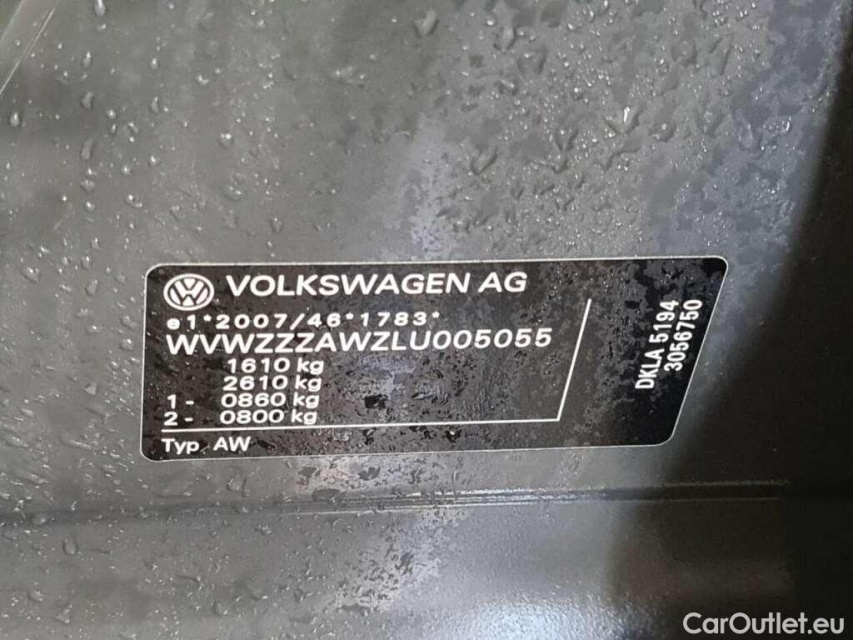 VOLKSWAGEN AG
e1*2007/46*1783*
WVWZZZAWZLU005055
1610 kg
2610 kg
1 - 0860 kg
2 - 0800 kg
Typ AW
DKLA 5194
3056750
CarOutlet.eu